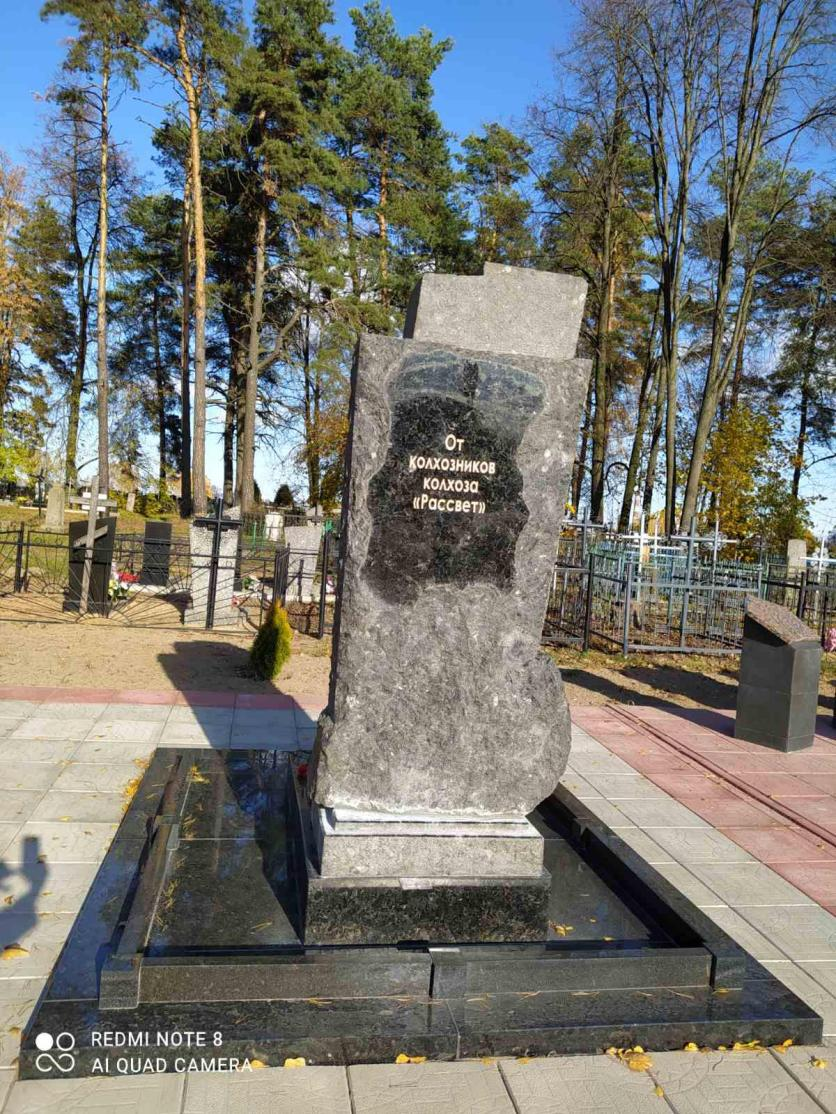 От
колхозников
колхоза
«Рассвет»
REDMI NOTE 8
AI QUAD CAMERA